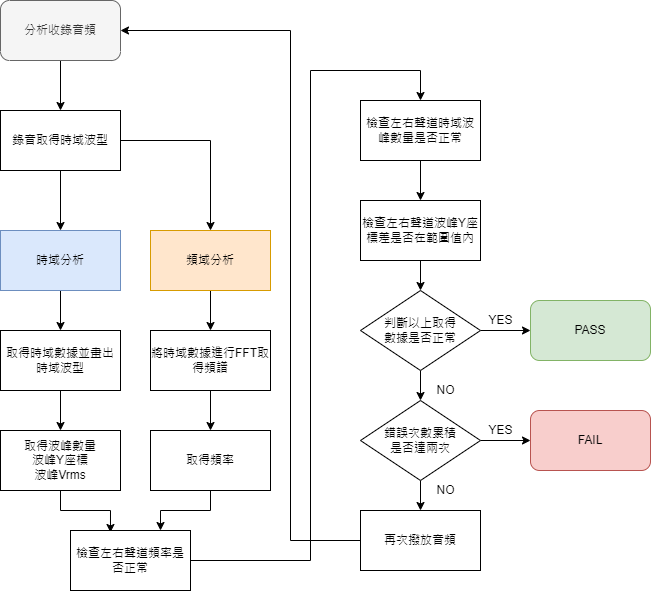 分析收錄音頻
錄音取得時域波型
時域分析
頻域分析
取得時域數據並畫出
時域波型
將時域數據進行FFT取
得頻譜
取得波峰數量
波峰Y座標
波峰Vrms
取得頻率
檢查左右聲道頻率是
否正常
檢查左右聲道時域波
峰數量是否正常
檢查左右聲道波峰Y座
標差是否在範圍值內
判斷以上取得
數據是否正常
YES
PASS
NO
錯誤次數累積
是否達兩次
YES
FAIL
NO
再次撥放音頻